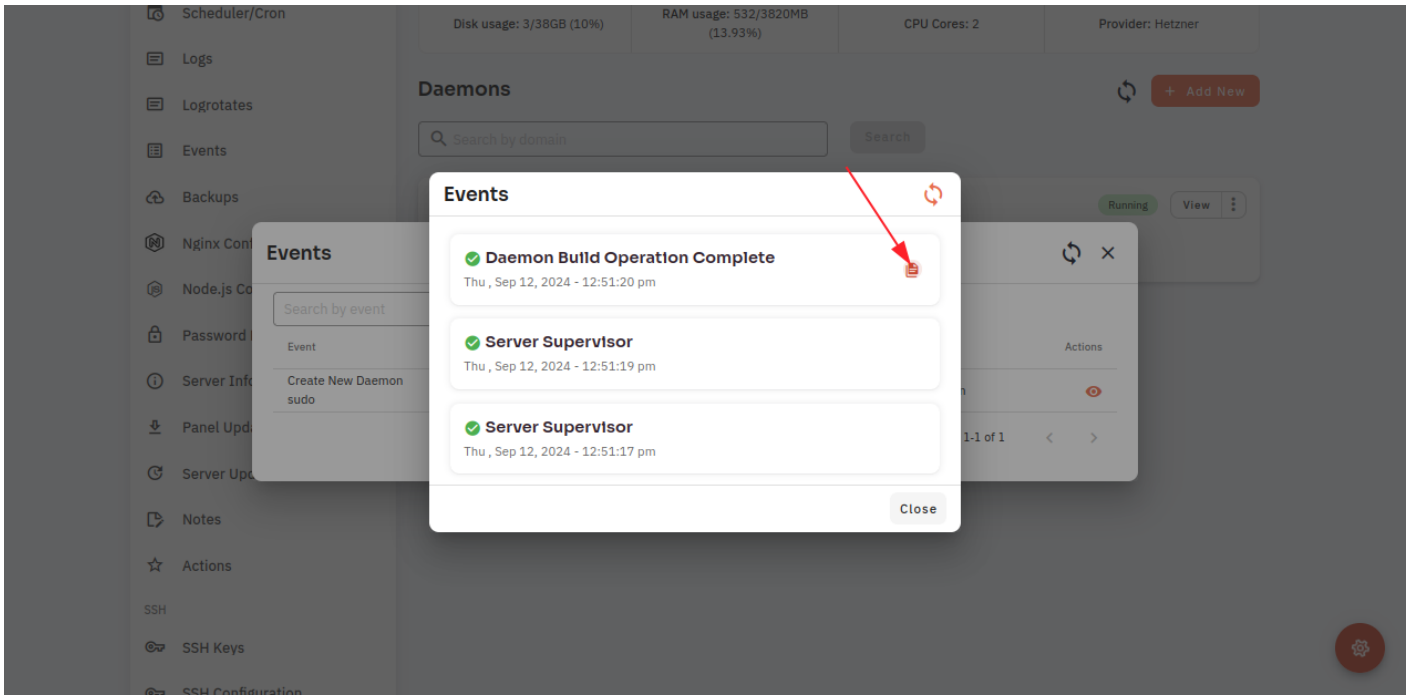 Scheduler/Cron
Logs
Logrotates
Events
Backups
Nginx Conf
Node.js Co
Password
Server Info
Panel Upd
Server Upd
Notes
Actions
SSH
SSH Keys
SSH Configuration
Disk usage: 3/38GB (10%)
RAM usage: 532/3820MB
(13.93%)
CPU Cores: 2
Provider: Hetzner
Daemons
+ Add New
Search by domain
Search
Running
View
Events
Search by event
Event
Actions
Create New Daemon
sudo
1-1 of 1
Events
Daemon Build Operation Complete
Thu , Sep 12, 2024 - 12:51:20 pm
Server Supervisor
Thu , Sep 12, 2024 - 12:51:19 pm
Server Supervisor
Thu , Sep 12, 2024 - 12:51:17 pm
Close